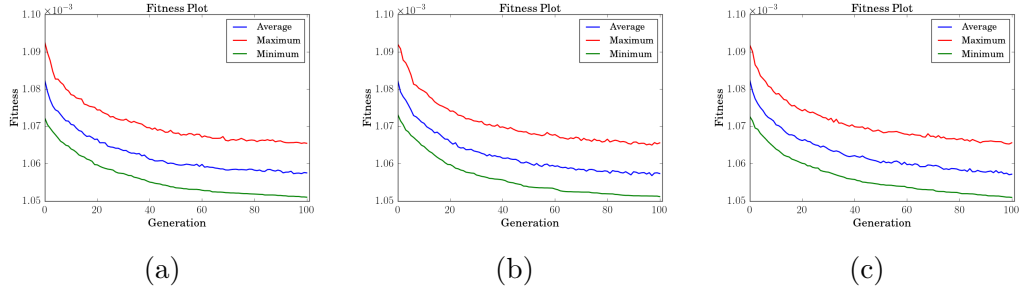 Fitness Plot
1.10 ×10⁻³
Average
Maximum
Minimum
1.09
1.08
1.07
1.06
1.05
Fitness
0 20 40 60 80 100
Generation
(a)
Fitness Plot
1.10 ×10⁻³
Average
Maximum
Minimum
1.09
1.08
1.07
1.06
1.05
Fitness
0 20 40 60 80 100
Generation
(b)
Fitness Plot
1.10 ×10⁻³
Average
Maximum
Minimum
1.09
1.08
1.07
1.06
1.05
Fitness
0 20 40 60 80 100
Generation
(c)